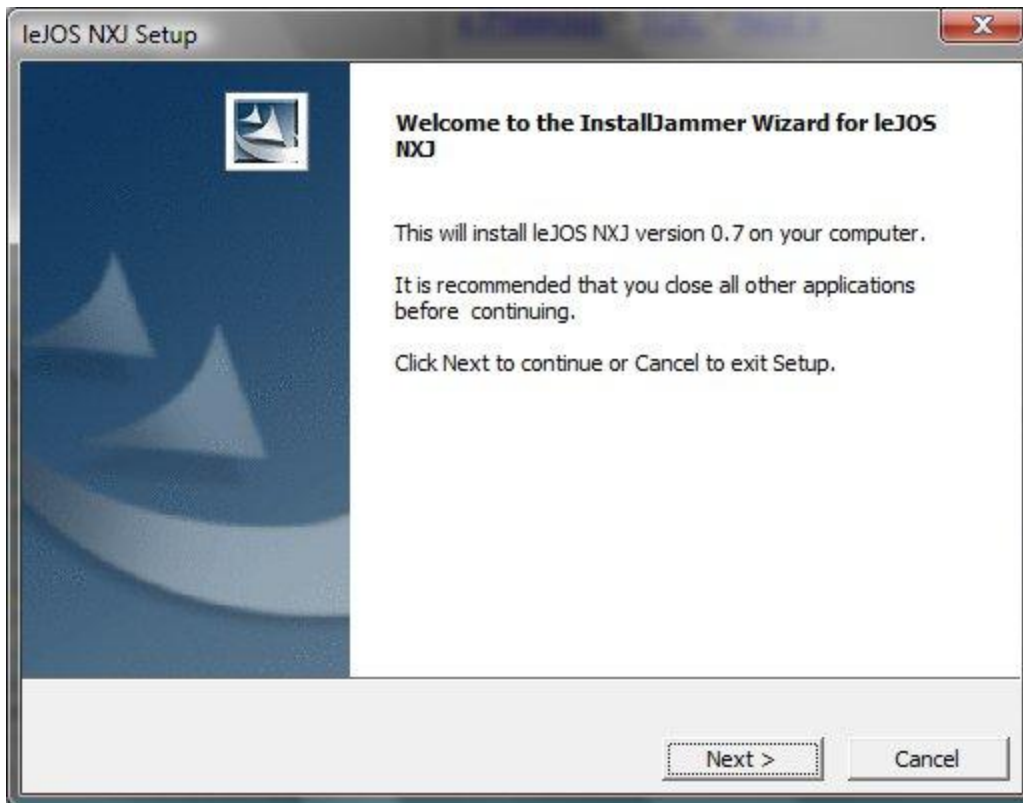 leJOS NXJ Setup
Welcome to the InstallJammer Wizard for leJOS
NXJ
This will install leJOS NXJ version 0.7 on your computer.
It is recommended that you close all other applications
before  continuing.
Click Next to continue or Cancel to exit Setup.
Next >
Cancel